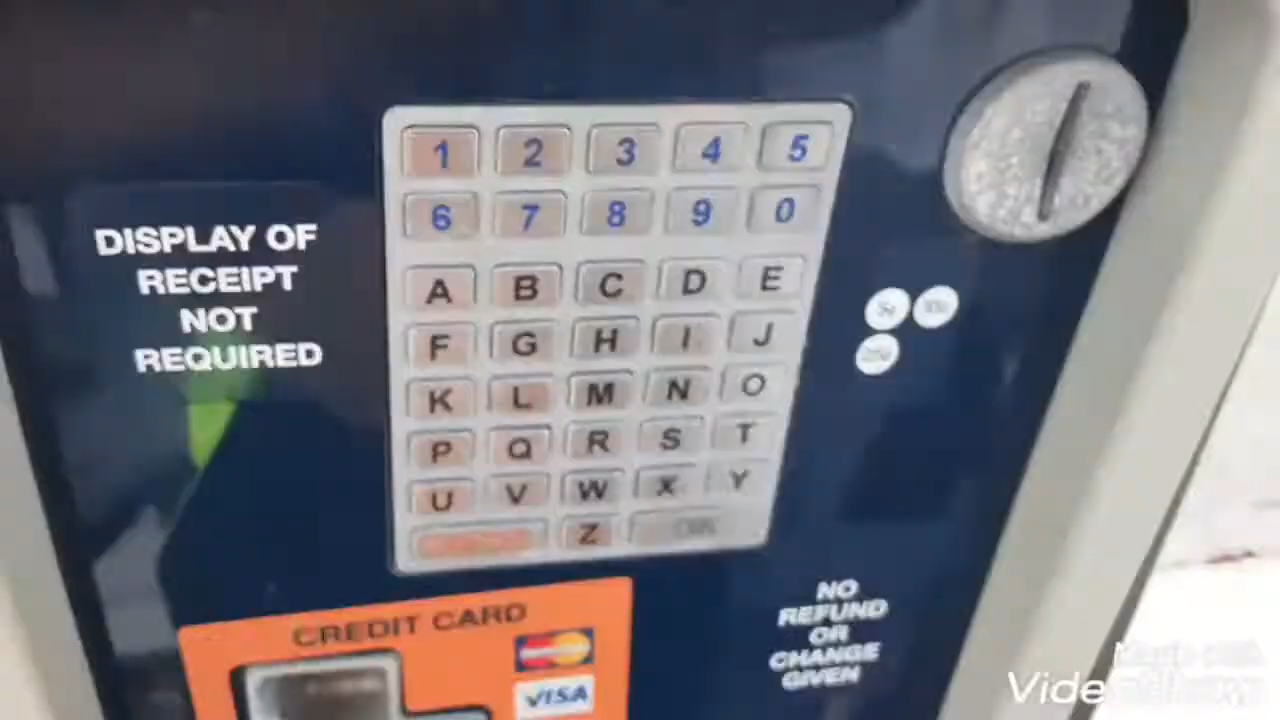 1 2 3 4 5
6 7 8 9 0
DISPLAY OF
RECEIPT
NOT
REQUIRED
A B C D E
F G H I J
K L M N O
P Q R S T
U V W X Y
Z OK
CREDIT CARD
VISA
NO
REFUND
OR
CHANGE
GIVEN